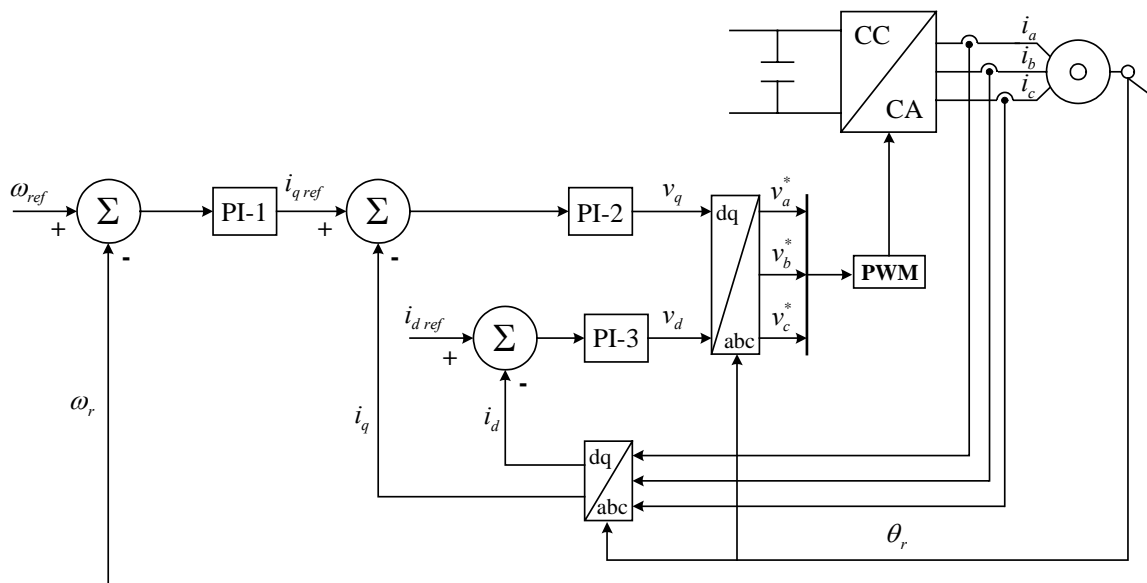 CC
CA
i_a
i_b
i_c
ω_ref
+
-
Σ
PI-1
i_q ref
+
-
Σ
PI-2
v_q
dq
abc
v_a^*
v_b^*
v_c^*
PWM
i_d ref
+
-
Σ
PI-3
v_d
ω_r
i_q
i_d
dq
abc
θ_r